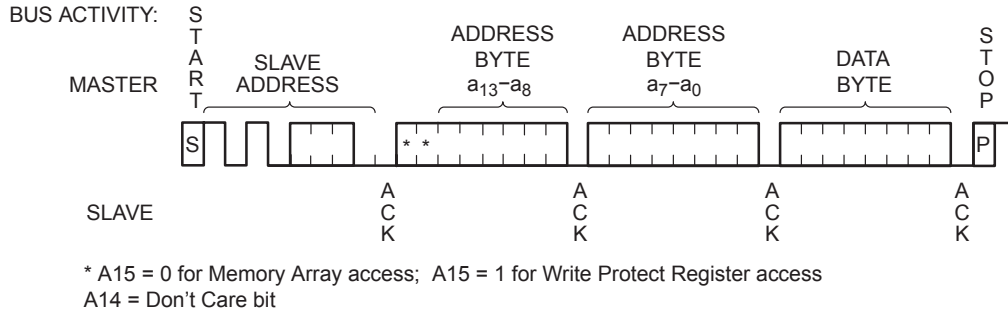 BUS ACTIVITY:
MASTER
START
SLAVE
ADDRESS
ADDRESS
BYTE
a13–a8
ADDRESS
BYTE
a7–a0
DATA
BYTE
STOP
S
* *
P
SLAVE
ACK
ACK
ACK
ACK
* A15 = 0 for Memory Array access; A15 = 1 for Write Protect Register access
A14 = Don't Care bit